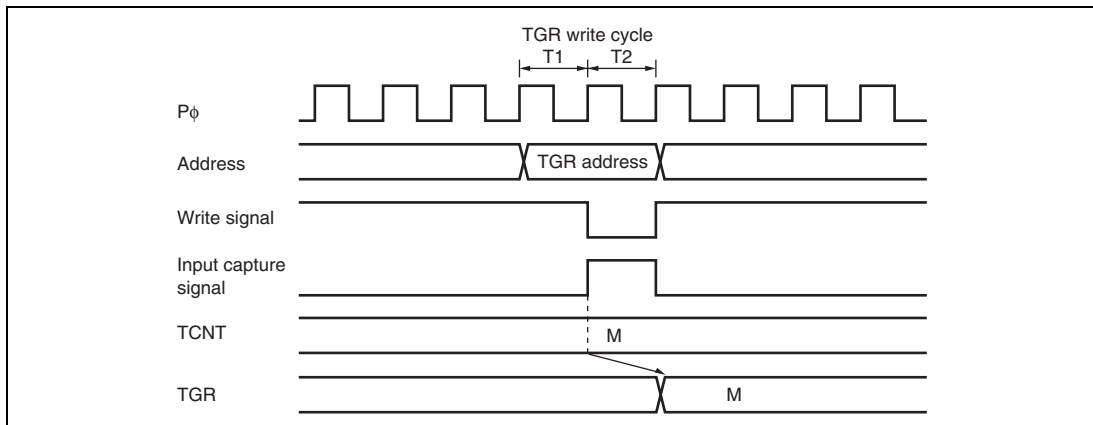 TGR write cycle
T1 T2
Pϕ
Address
TGR address
Write signal
Input capture
signal
TCNT
M
TGR
M